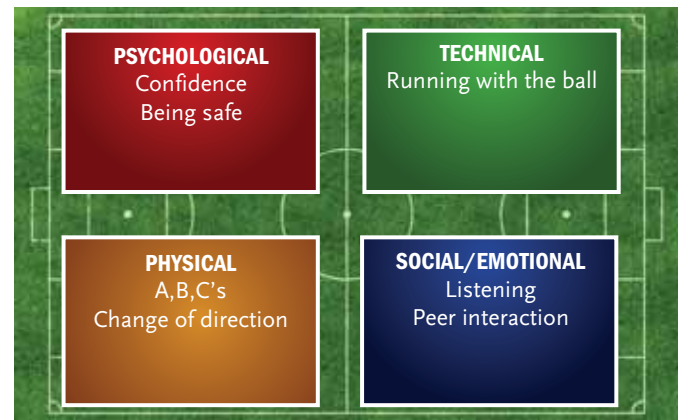 PSYCHOLOGICAL
Confidence
Being safe
TECHNICAL
Running with the ball
PHYSICAL
A,B,C's
Change of direction
SOCIAL/EMOTIONAL
Listening
Peer interaction